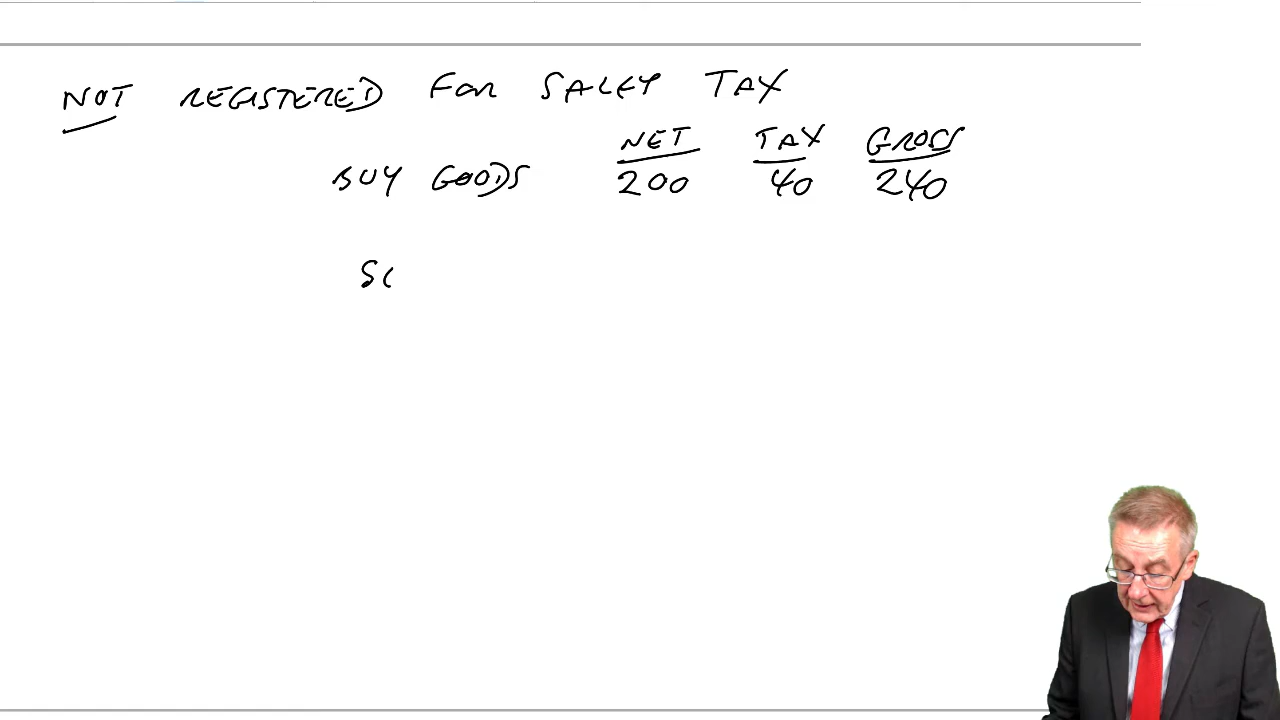 NOT REGISTERED FOR SALES TAX
NET TAX GROSS
BUY GOODS 200 40 240
S